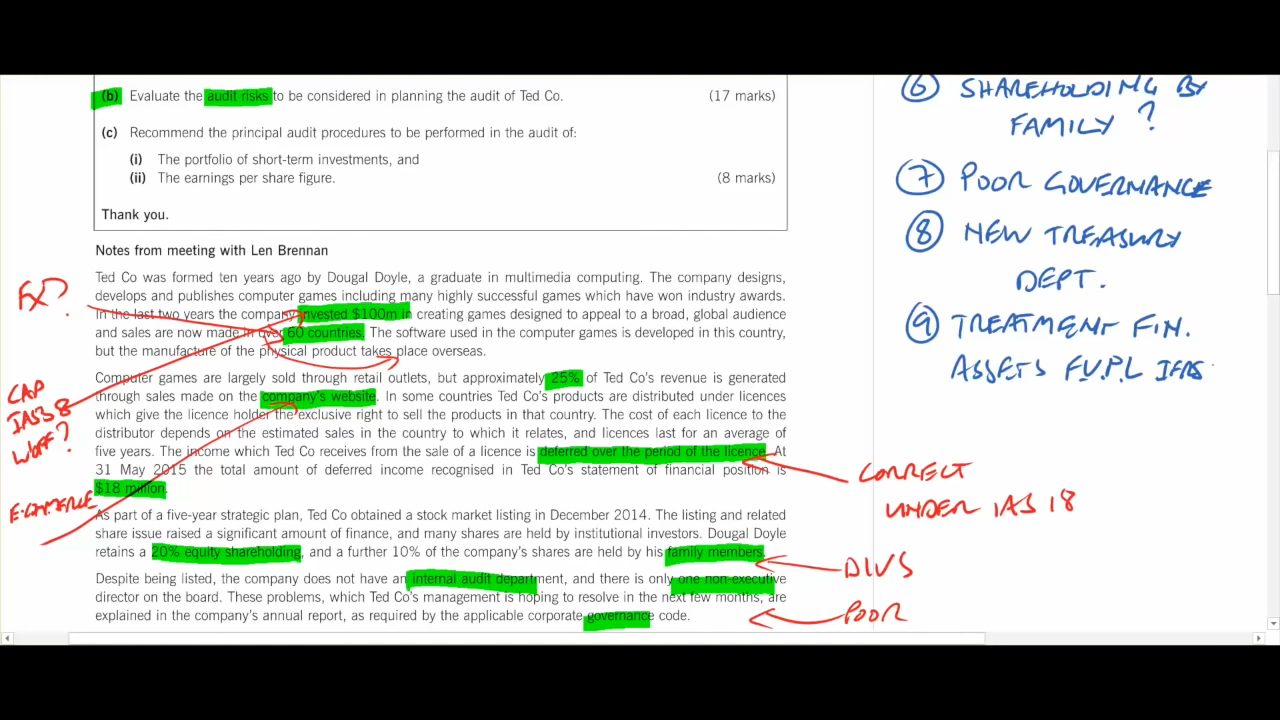 (b) Evaluate the audit risks to be considered in planning the audit of Ted Co. (17 marks)
(c) Recommend the principal audit procedures to be performed in the audit of:
(i) The portfolio of short-term investments, and
(ii) The earnings per share figure. (8 marks)
Thank you.
Notes from meeting with Len Brennan
Ted Co was formed ten years ago by Dougal Doyle, a graduate in multimedia computing. The company designs,
develops and publishes computer games including many highly successful games which have won industry awards.
In the last two years the company invested $100m in creating games designed to appeal to a broad, global audience
and sales are now made in over 60 countries. The software used in the computer games is developed in this country,
but the manufacture of the physical product takes place overseas.
Computer games are largely sold through retail outlets, but approximately 25% of Ted Co's revenue is generated
through sales made on the company's website. In some countries Ted Co's products are distributed under licences
which give the licence holder the exclusive right to sell the products in that country. The cost of each licence to the
distributor depends on the estimated sales in the country to which it relates, and licences last for an average of
five years. The income which Ted Co receives from the sale of a licence is deferred over the period of the licence. At
31 May 2015 the total amount of deferred income recognised in Ted Co's statement of financial position is
$18 million.
As part of a five-year strategic plan, Ted Co obtained a stock market listing in December 2014. The listing and related
share issue raised a significant amount of finance, and many shares are held by institutional investors. Dougal Doyle
retains a 20% equity shareholding, and a further 10% of the company's shares are held by his family members.
Despite being listed, the company does not have an internal audit department, and there is only one non-executive
director on the board. These problems, which Ted Co's management is hoping to resolve in the next few months, are
explained in the company's annual report, as required by the applicable corporate governance code.
FX?
CAP
IAS38
W/OFF?
E-COMMERCE
CORRECT
UNDER IAS 18
DIVS
POOR
6 SHAREHOLDING BY
FAMILY ?
7 POOR GOVERNANCE
8 NEW TREASURY
DEPT.
9 TREATMENT FIN.
ASSETS F.V.P.L IFRS